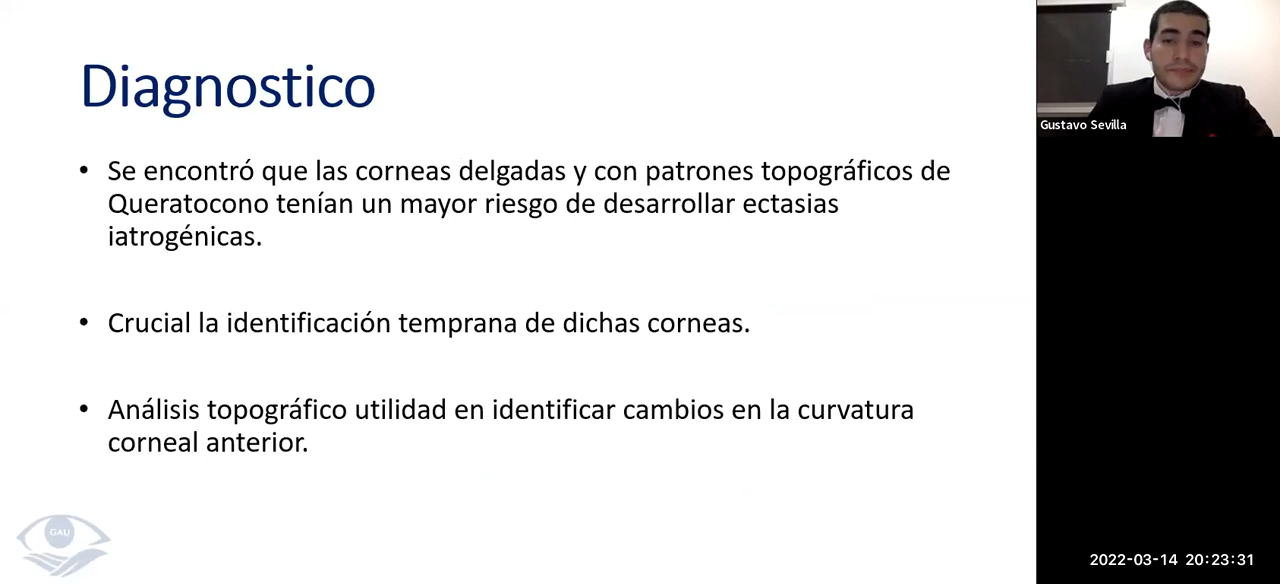 Diagnostico
• Se encontró que las corneas delgadas y con patrones topográficos de
Queratocono tenían un mayor riesgo de desarrollar ectasias
iatrogénicas.
• Crucial la identificación temprana de dichas corneas.
• Análisis topográfico utilidad en identificar cambios en la curvatura
corneal anterior.
GAU
Gustavo Sevilla
2022-03-14 20:23:31